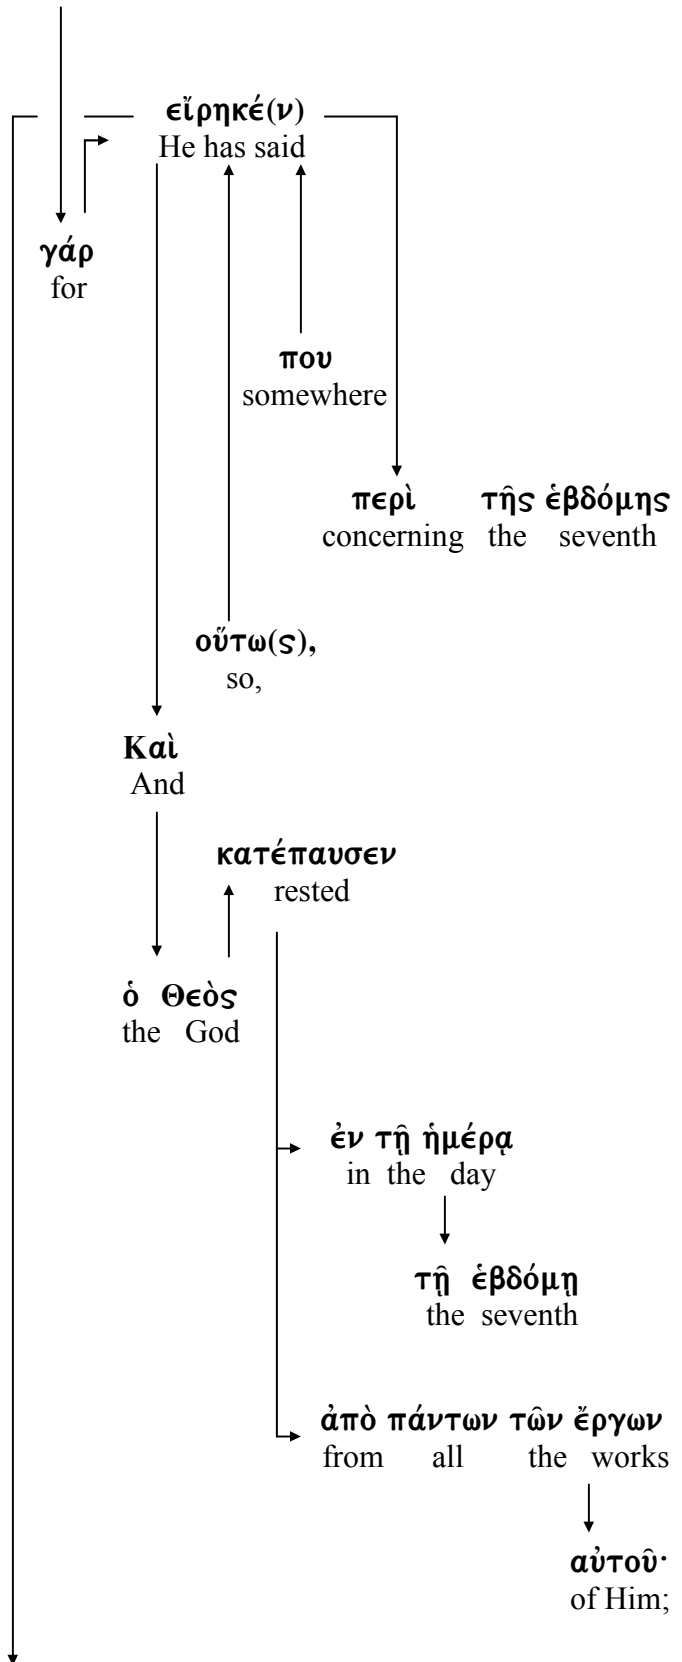 εἴρηκέ(ν)
He has said
γάρ
for
που
somewhere
περὶ τῆς ἑβδόμης
concerning the seventh
οὕτω(ς),
so,
Καὶ
And
κατέπαυσεν
rested
ὁ Θεὸς
the God
ἐν τῇ ἡμέρᾳ
in the day
τῇ ἑβδόμῃ
the seventh
ἀπὸ πάντων τῶν ἔργων
from all the works
αὐτοῦ·
of Him;